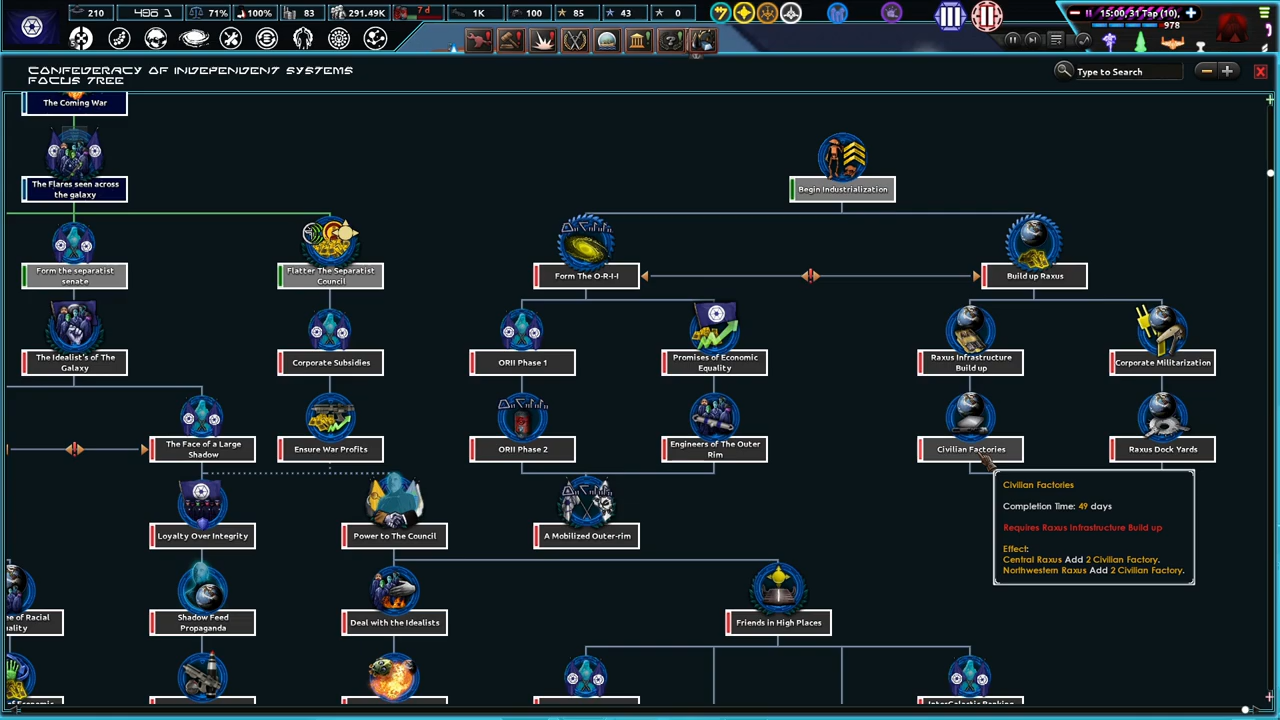 210
498
71%
100%
83
291.49K
7 d
1K
100
85
43
0
15:00, 31 Tap (10),
978
CONFEDERACY OF INDEPENDENT SYSTEMS
FOCUS TREE
Type to Search
The Coming War
The Flares seen across
the galaxy
Begin Industrialization
Form the separatist
senate
Flatter The Separatist
Council
Form The O-R-I-I
Build up Raxus
The Idealist's of The
Galaxy
Corporate Subsidies
ORII Phase 1
Promises of Economic
Equality
Raxus Infrastructure
Build up
Corporate Militarization
The Face of a Large
Shadow
Ensure War Profits
ORII Phase 2
Engineers of The Outer
Rim
Civilian Factories
Raxus Dock Yards
Civilian Factories
Completion Time: 49 days
Requires Raxus Infrastructure Build up
Effect:
Central Raxus Add 2 Civilian Factory.
Northwestern Raxus Add 2 Civilian Factory.
Loyalty Over Integrity
Power to The Council
A Mobilized Outer-rim
Shadow Feed
Propaganda
Deal with the Idealists
Friends in High Places